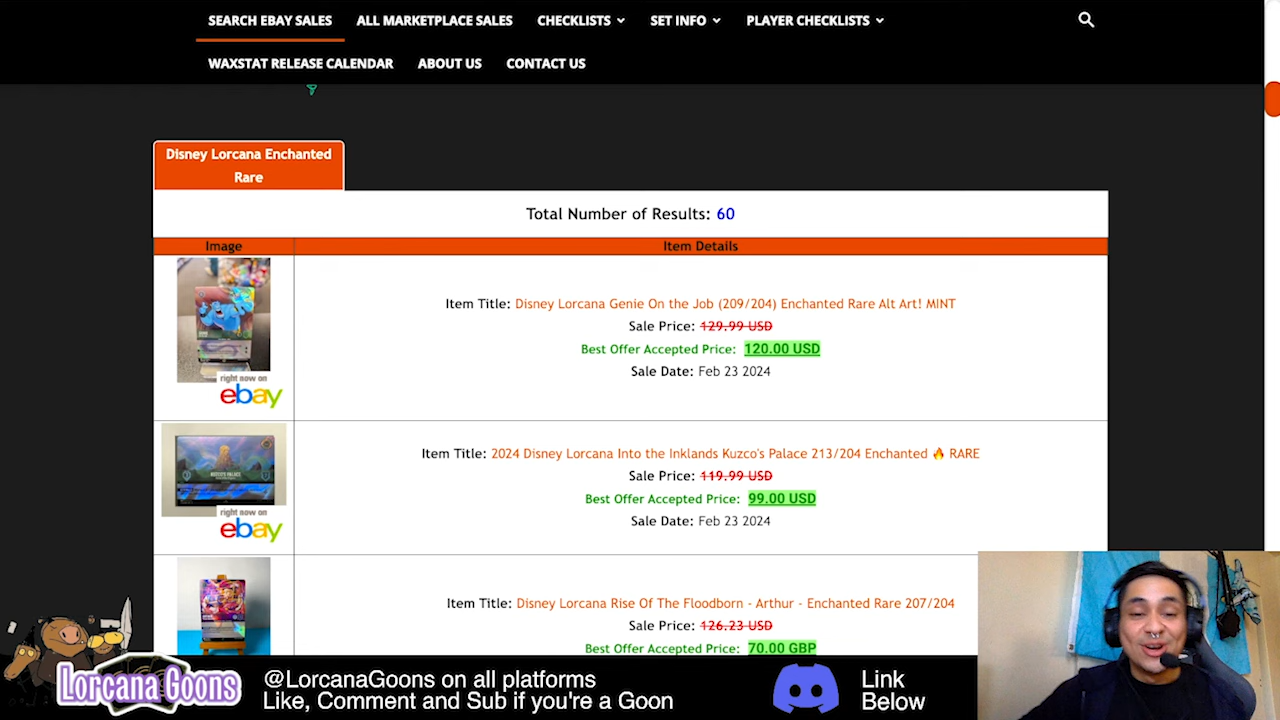 SEARCH EBAY SALES
ALL MARKETPLACE SALES
CHECKLISTS
SET INFO
PLAYER CHECKLISTS
WAXSTAT RELEASE CALENDAR
ABOUT US
CONTACT US
Disney Lorcana Enchanted
Rare
Total Number of Results: 60
Image
Item Details
Item Title: Disney Lorcana Genie On the Job (209/204) Enchanted Rare Alt Art! MINT
Sale Price: 129.99 USD
Best Offer Accepted Price: 120.00 USD
Sale Date: Feb 23 2024
right now on
ebay
Item Title: 2024 Disney Lorcana Into the Inklands Kuzco's Palace 213/204 Enchanted 🔥 RARE
Sale Price: 119.99 USD
Best Offer Accepted Price: 99.00 USD
Sale Date: Feb 23 2024
right now on
ebay
Item Title: Disney Lorcana Rise Of The Floodborn - Arthur - Enchanted Rare 207/204
Sale Price: 126.23 USD
Best Offer Accepted Price: 70.00 GBP
Lorcana Goons
@LorcanaGoons on all platforms
Like, Comment and Sub if you're a Goon
Link
Below